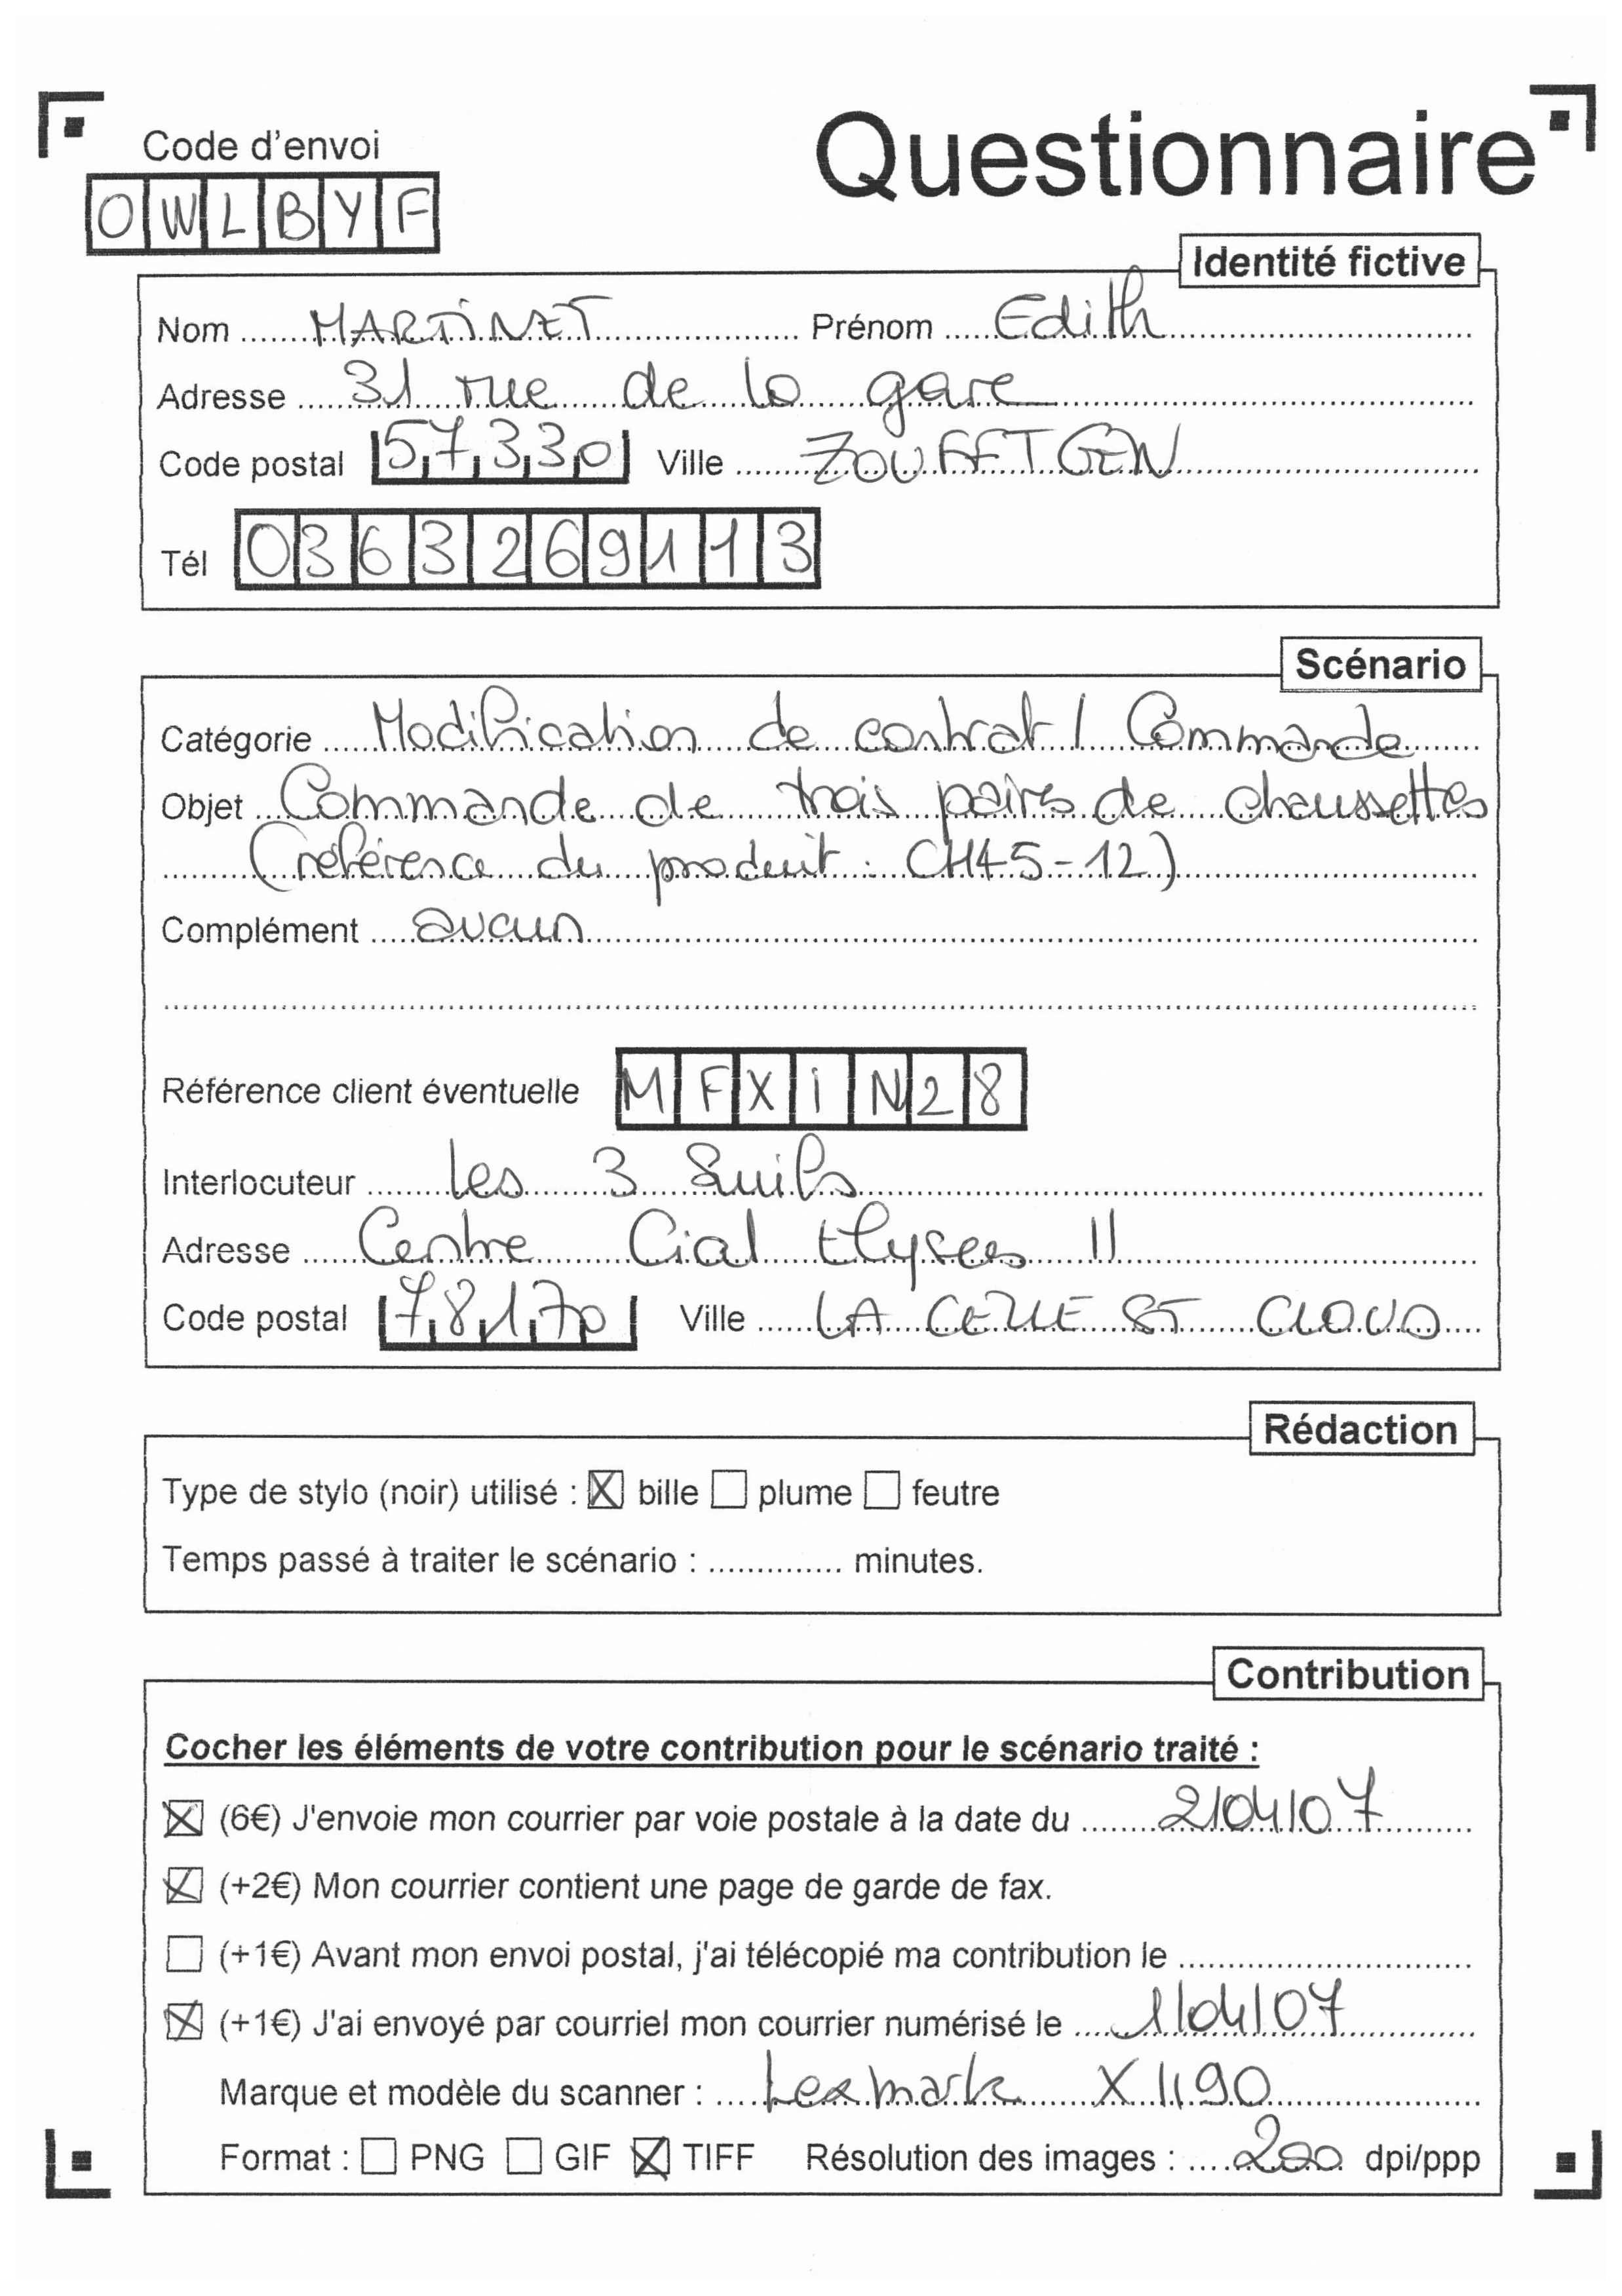 Code d'envoi
Questionnaire
OWLBYF
Identité fictive
Nom MARTINET Prénom Edith
Adresse 31 rue de la gare
Code postal 57330 Ville ZOUFFTGEN
Tél 0363269113
Scénario
Catégorie Modification de contrat / Commande
Objet Commande de trois paires de chaussettes
(référence du produit : CH45-12)
Complément aucun
Référence client éventuelle MFXIN28
Interlocuteur Les 3 Suiss
Adresse Centre Cial Elysees II
Code postal 78170 Ville LA CELLE ST CLOUD
Rédaction
Type de stylo (noir) utilisé : ☒ bille ☐ plume ☐ feutre
Temps passé à traiter le scénario : .............. minutes.
Contribution
Cocher les éléments de votre contribution pour le scénario traité :
☒ (6€) J'envoie mon courrier par voie postale à la date du 2/04/07
☒ (+2€) Mon courrier contient une page de garde de fax.
☐ (+1€) Avant mon envoi postal, j'ai télécopié ma contribution le ..............................
☒ (+1€) J'ai envoyé par courriel mon courrier numérisé le 1/04/07
Marque et modèle du scanner : Lexmark X1190
Format : ☐ PNG ☐ GIF ☒ TIFF Résolution des images : 200 dpi/ppp